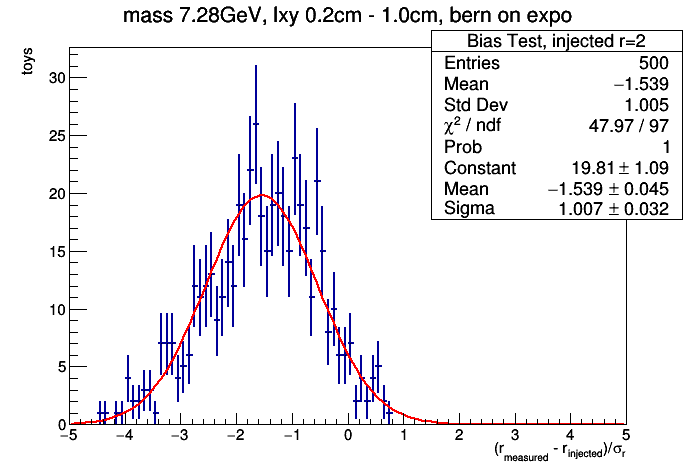 mass 7.28GeV, lxy 0.2cm - 1.0cm, bern on expo
toys
Bias Test, injected r=2
Entries 500
Mean −1.539
Std Dev 1.005
χ² / ndf 47.97 / 97
Prob 1
Constant 19.81 ± 1.09
Mean −1.539 ± 0.045
Sigma 1.007 ± 0.032
30
25
20
15
10
5
0
−5 −4 −3 −2 −1 0 1 2 3 4 5
(r_measured - r_injected)/σ_r